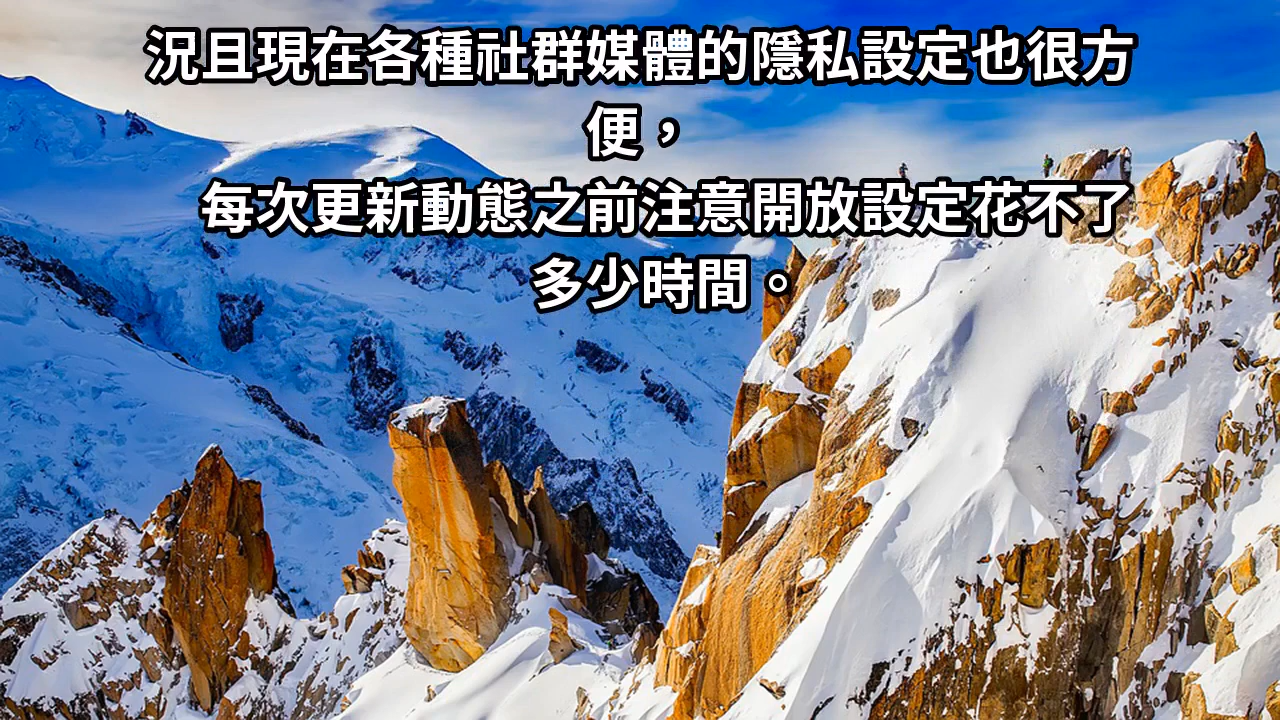 況且現在各種社群媒體的隱私設定也很方
便，
每次更新動態之前注意開放設定花不了
多少時間。